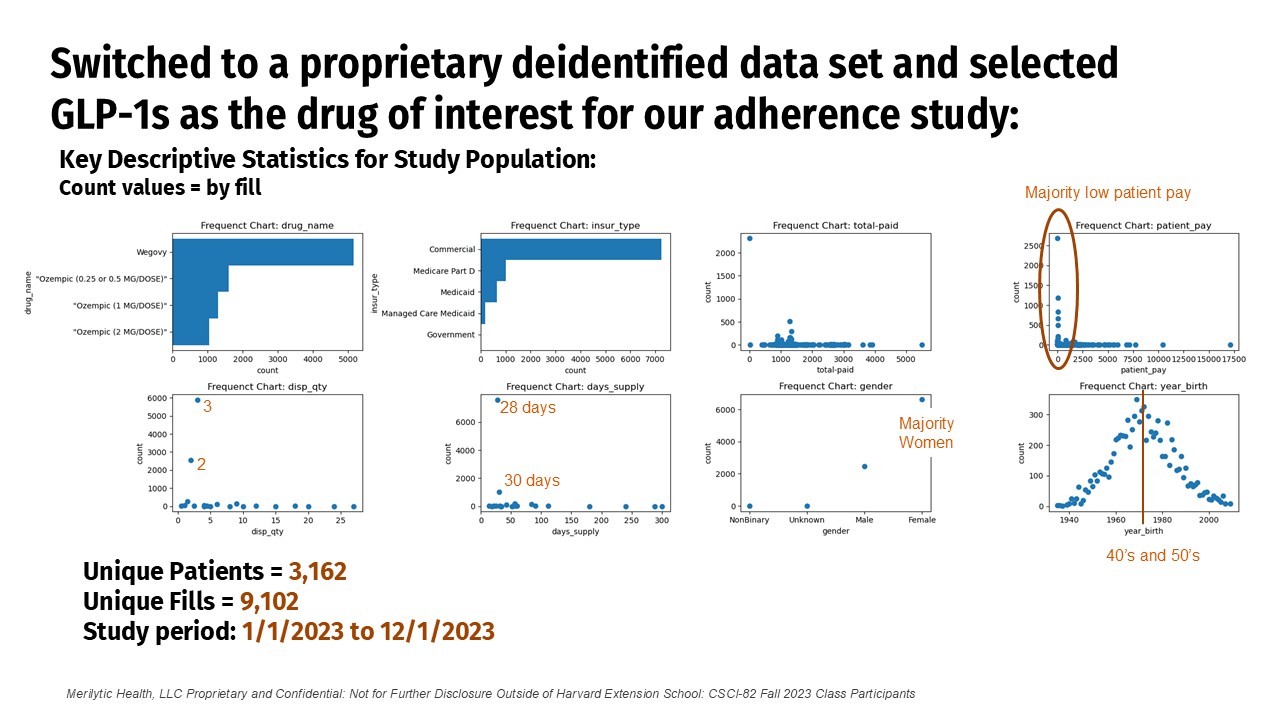 Switched to a proprietary deidentified data set and selected
GLP-1s as the drug of interest for our adherence study:
Key Descriptive Statistics for Study Population:
Count values = by fill
Majority low patient pay
Frequenct Chart: drug_name
drug_name
Wegovy
"Ozempic (0.25 or 0.5 MG/DOSE)"
"Ozempic (1 MG/DOSE)"
"Ozempic (2 MG/DOSE)"
0 1000 2000 3000 4000 5000
count
Frequenct Chart: insur_type
insur_type
Commercial
Medicare Part D
Medicaid
Managed Care Medicaid
Government
0 1000 2000 3000 4000 5000 6000 7000
count
Frequenct Chart: total-paid
count
2000
1500
1000
500
0
0 1000 2000 3000 4000 5000
total-paid
Frequenct Chart: patient_pay
count
2500
2000
1500
1000
500
0
0 2500 5000 7500 10000 12500 15000 17500
patient_pay
Frequenct Chart: disp_qty
count
6000
5000
4000
3000
2000
1000
0
3
2
0 5 10 15 20 25
disp_qty
Frequenct Chart: days_supply
count
6000
4000
2000
0
28 days
30 days
0 50 100 150 200 250 300
days_supply
Frequenct Chart: gender
count
6000
4000
2000
0
Majority
Women
NonBinary Unknown Male Female
gender
Frequenct Chart: year_birth
count
300
200
100
0
1940 1960 1980 2000
year_birth
40's and 50's
Unique Patients = 3,162
Unique Fills = 9,102
Study period: 1/1/2023 to 12/1/2023
Merilytic Health, LLC Proprietary and Confidential: Not for Further Disclosure Outside of Harvard Extension School: CSCI-82 Fall 2023 Class Participants